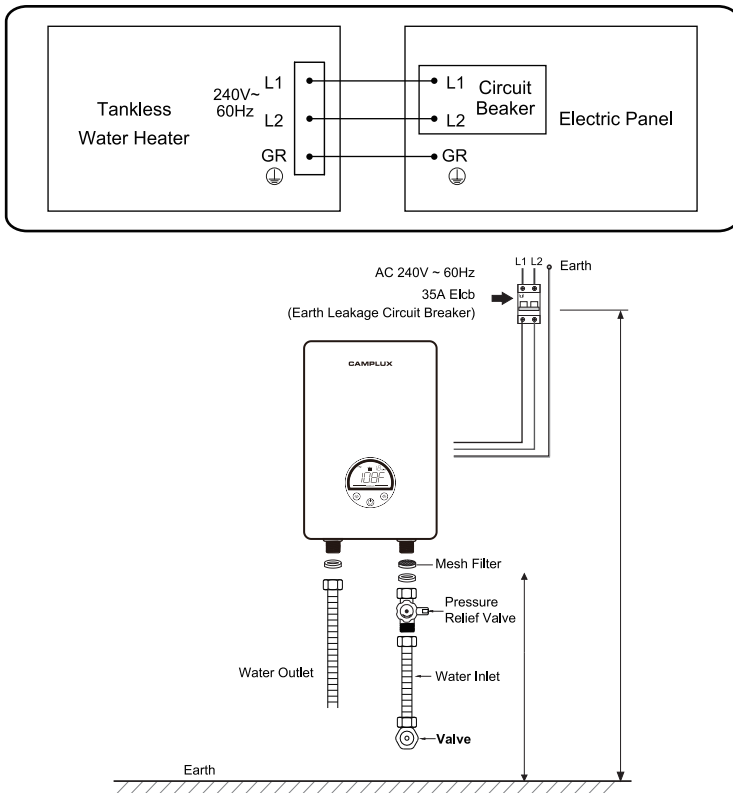 Tankless
Water Heater
240V~
60Hz
L1
L2
GR
L1
L2
GR
Circuit
Beaker
Electric Panel
AC 240V ~ 60Hz
35A Elcb
(Earth Leakage Circuit Breaker)
L1 L2
Earth
CAMPLUX
108F
Mesh Filter
Pressure
Relief Valve
Water Outlet
Water Inlet
Valve
Earth